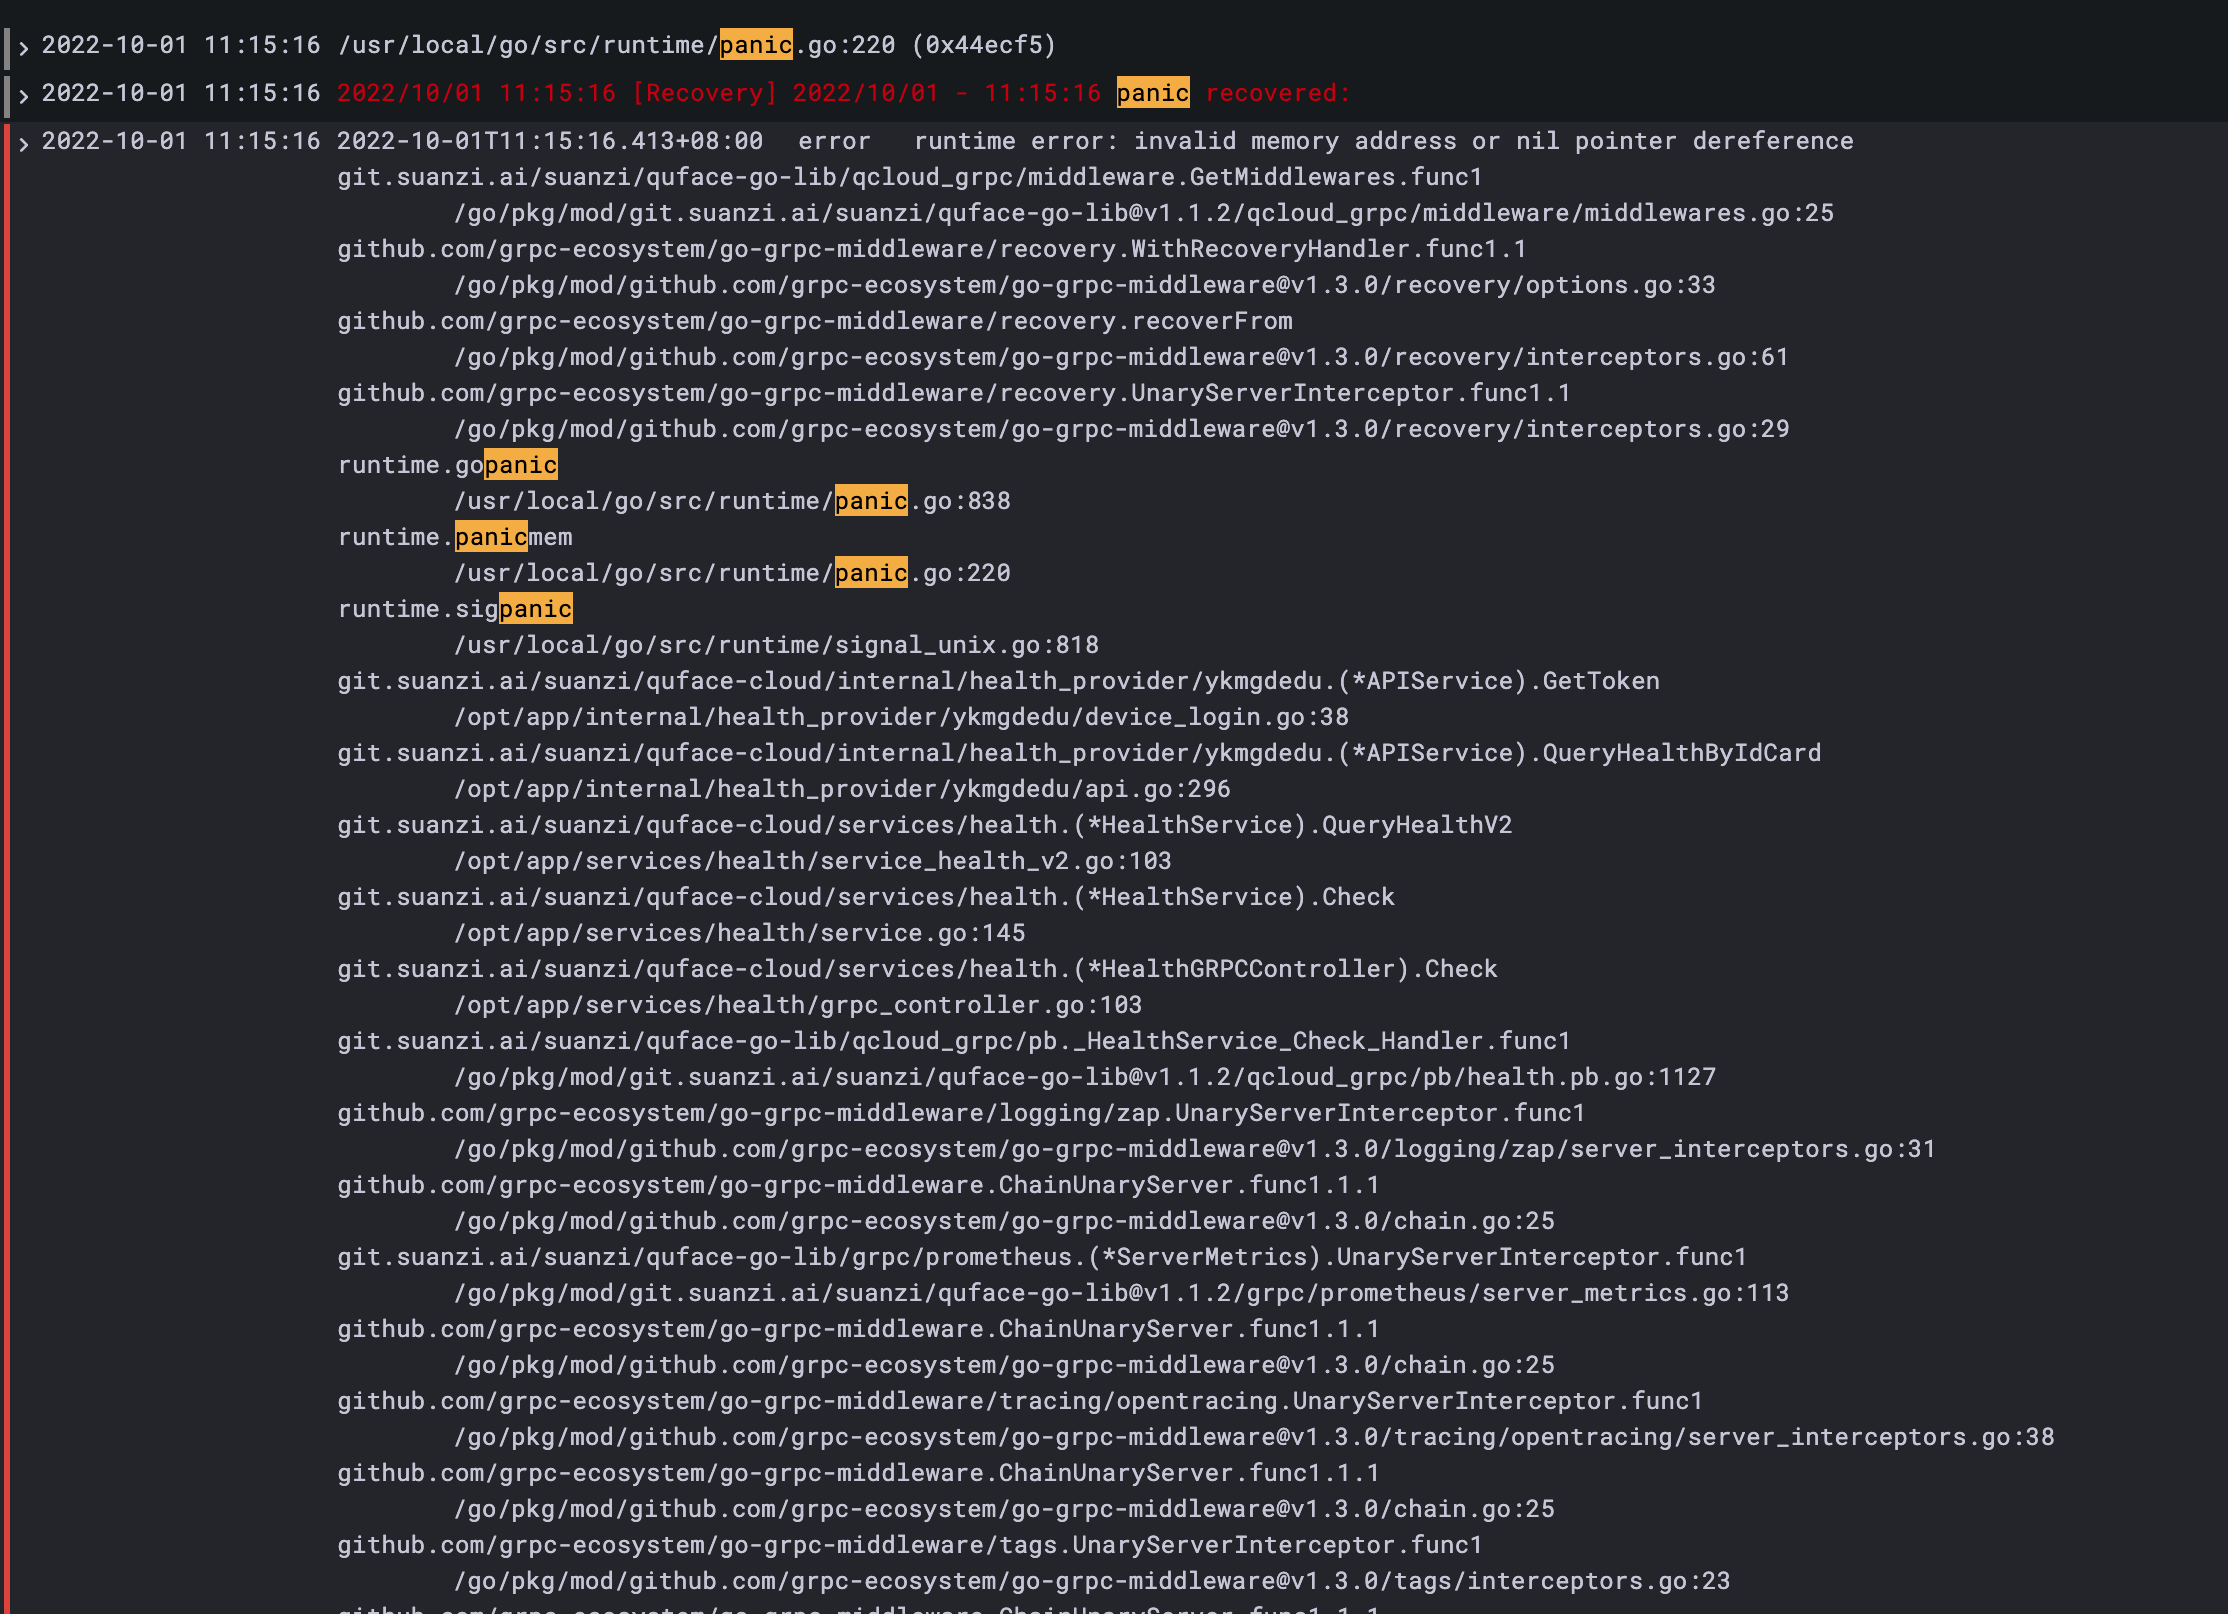 2022-10-01 11:15:16 /usr/local/go/src/runtime/panic.go:220 (0x44ecf5)
2022-10-01 11:15:16 2022/10/01 11:15:16 [Recovery] 2022/10/01 - 11:15:16 panic recovered:
2022-10-01 11:15:16 2022-10-01T11:15:16.413+08:00 error runtime error: invalid memory address or nil pointer dereference
git.suanzi.ai/suanzi/quface-go-lib/qcloud_grpc/middleware.GetMiddlewares.func1
/go/pkg/mod/git.suanzi.ai/suanzi/quface-go-lib@v1.1.2/qcloud_grpc/middleware/middlewares.go:25
github.com/grpc-ecosystem/go-grpc-middleware/recovery.WithRecoveryHandler.func1.1
/go/pkg/mod/github.com/grpc-ecosystem/go-grpc-middleware@v1.3.0/recovery/options.go:33
github.com/grpc-ecosystem/go-grpc-middleware/recovery.recoverFrom
/go/pkg/mod/github.com/grpc-ecosystem/go-grpc-middleware@v1.3.0/recovery/interceptors.go:61
github.com/grpc-ecosystem/go-grpc-middleware/recovery.UnaryServerInterceptor.func1.1
/go/pkg/mod/github.com/grpc-ecosystem/go-grpc-middleware@v1.3.0/recovery/interceptors.go:29
runtime.gopanic
/usr/local/go/src/runtime/panic.go:838
runtime.panicmem
/usr/local/go/src/runtime/panic.go:220
runtime.sigpanic
/usr/local/go/src/runtime/signal_unix.go:818
git.suanzi.ai/suanzi/quface-cloud/internal/health_provider/ykmgdedu.(*APIService).GetToken
/opt/app/internal/health_provider/ykmgdedu/device_login.go:38
git.suanzi.ai/suanzi/quface-cloud/internal/health_provider/ykmgdedu.(*APIService).QueryHealthByIdCard
/opt/app/internal/health_provider/ykmgdedu/api.go:296
git.suanzi.ai/suanzi/quface-cloud/services/health.(*HealthService).QueryHealthV2
/opt/app/services/health/service_health_v2.go:103
git.suanzi.ai/suanzi/quface-cloud/services/health.(*HealthService).Check
/opt/app/services/health/service.go:145
git.suanzi.ai/suanzi/quface-cloud/services/health.(*HealthGRPCController).Check
/opt/app/services/health/grpc_controller.go:103
git.suanzi.ai/suanzi/quface-go-lib/qcloud_grpc/pb._HealthService_Check_Handler.func1
/go/pkg/mod/git.suanzi.ai/suanzi/quface-go-lib@v1.1.2/qcloud_grpc/pb/health.pb.go:1127
github.com/grpc-ecosystem/go-grpc-middleware/logging/zap.UnaryServerInterceptor.func1
/go/pkg/mod/github.com/grpc-ecosystem/go-grpc-middleware@v1.3.0/logging/zap/server_interceptors.go:31
github.com/grpc-ecosystem/go-grpc-middleware.ChainUnaryServer.func1.1.1
/go/pkg/mod/github.com/grpc-ecosystem/go-grpc-middleware@v1.3.0/chain.go:25
git.suanzi.ai/suanzi/quface-go-lib/grpc/prometheus.(*ServerMetrics).UnaryServerInterceptor.func1
/go/pkg/mod/git.suanzi.ai/suanzi/quface-go-lib@v1.1.2/grpc/prometheus/server_metrics.go:113
github.com/grpc-ecosystem/go-grpc-middleware.ChainUnaryServer.func1.1.1
/go/pkg/mod/github.com/grpc-ecosystem/go-grpc-middleware@v1.3.0/chain.go:25
github.com/grpc-ecosystem/go-grpc-middleware/tracing/opentracing.UnaryServerInterceptor.func1
/go/pkg/mod/github.com/grpc-ecosystem/go-grpc-middleware@v1.3.0/tracing/opentracing/server_interceptors.go:38
github.com/grpc-ecosystem/go-grpc-middleware.ChainUnaryServer.func1.1.1
/go/pkg/mod/github.com/grpc-ecosystem/go-grpc-middleware@v1.3.0/chain.go:25
github.com/grpc-ecosystem/go-grpc-middleware/tags.UnaryServerInterceptor.func1
/go/pkg/mod/github.com/grpc-ecosystem/go-grpc-middleware@v1.3.0/tags/interceptors.go:23